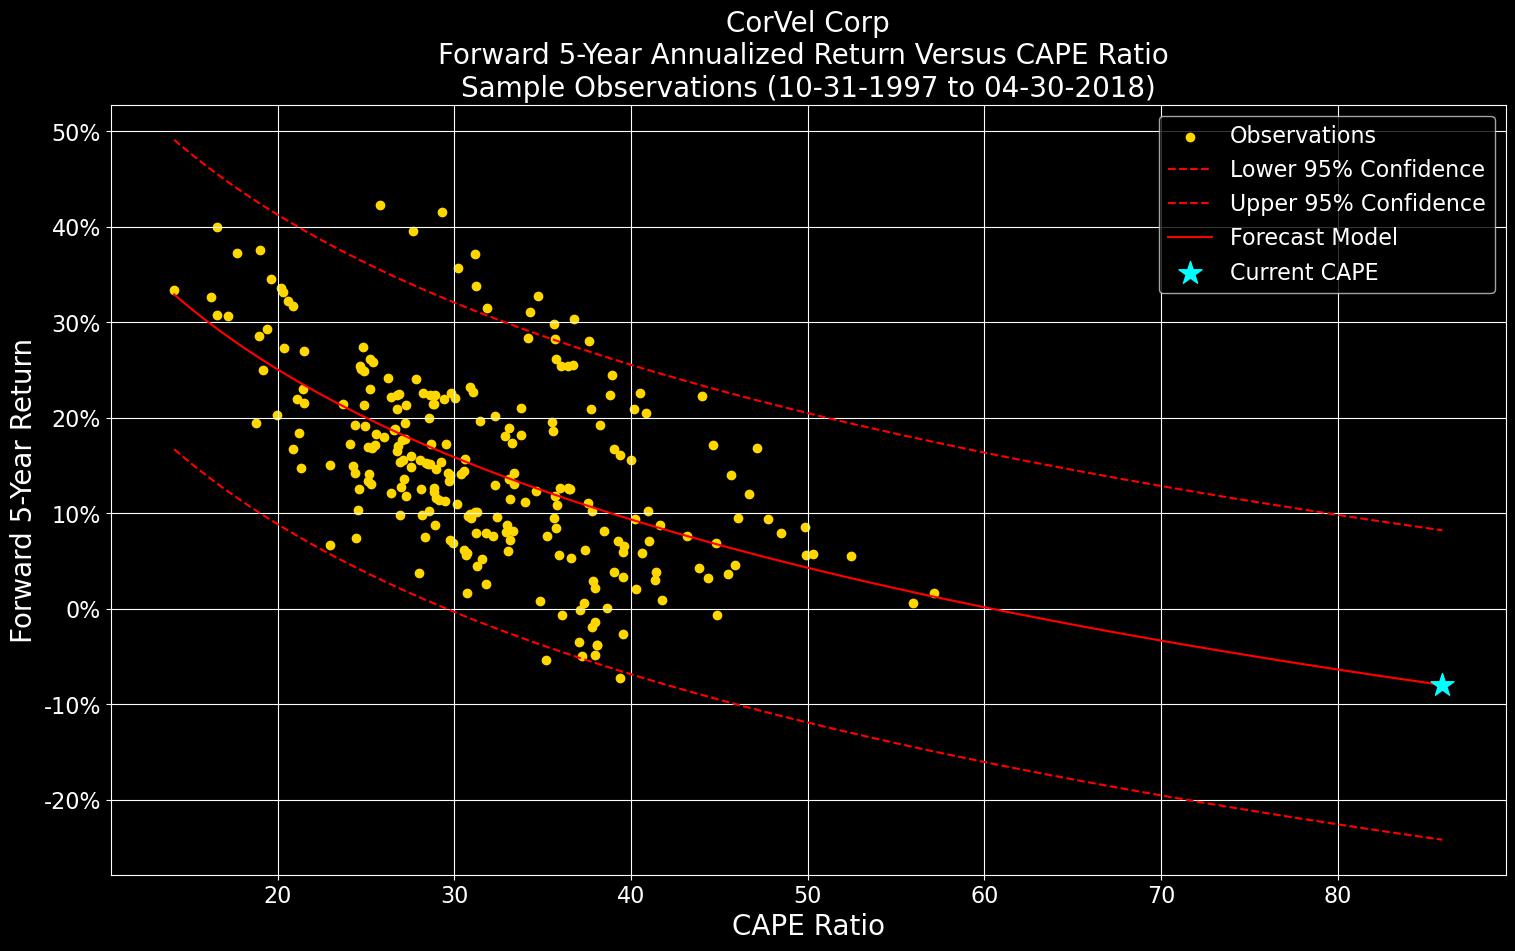 CorVel Corp
Forward 5-Year Annualized Return Versus CAPE Ratio
Sample Observations (10-31-1997 to 04-30-2018)
Observations
Lower 95% Confidence
Upper 95% Confidence
Forecast Model
Current CAPE
Forward 5-Year Return
50%
40%
30%
20%
10%
0%
-10%
-20%
20 30 40 50 60 70 80
CAPE Ratio